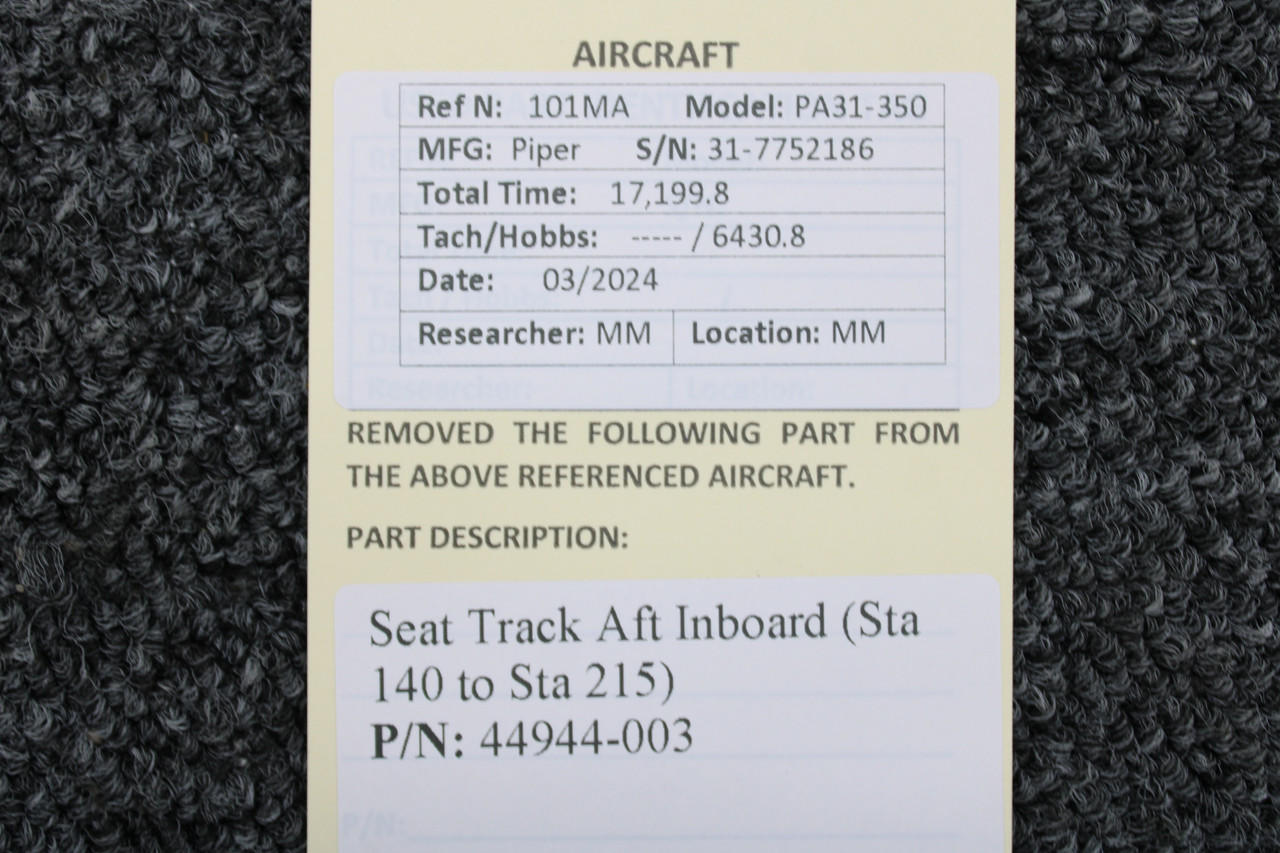 AIRCRAFT
Ref N: 101MA Model: PA31-350
MFG: Piper S/N: 31-7752186
Total Time: 17,199.8
Tach/Hobbs: ----- / 6430.8
Date: 03/2024
Researcher: MM Location: MM
REMOVED THE FOLLOWING PART FROM
THE ABOVE REFERENCED AIRCRAFT.
PART DESCRIPTION:
Seat Track Aft Inboard (Sta
140 to Sta 215)
P/N: 44944-003
P/N: